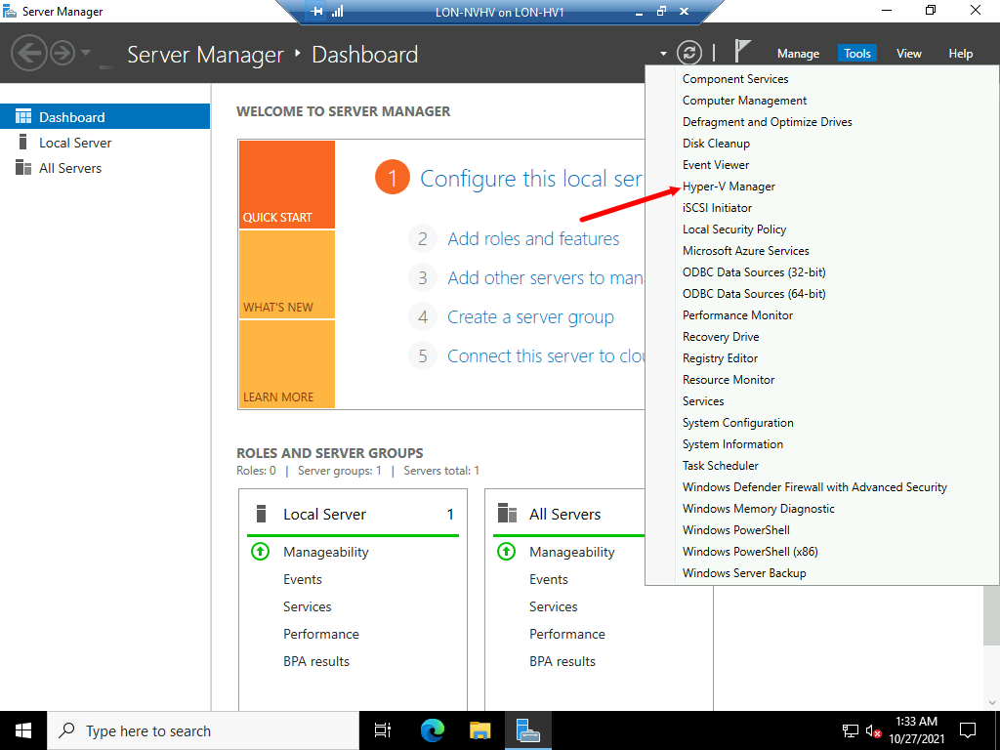 Server Manager
LON-NVHV on LON-HV1
Server Manager ‣ Dashboard
Manage Tools View Help
Dashboard
Local Server
All Servers
WELCOME TO SERVER MANAGER
QUICK START
WHAT'S NEW
LEARN MORE
1 Configure this local ser
2 Add roles and features
3 Add other servers to man
4 Create a server group
5 Connect this server to clou
Component Services
Computer Management
Defragment and Optimize Drives
Disk Cleanup
Event Viewer
Hyper-V Manager
iSCSI Initiator
Local Security Policy
Microsoft Azure Services
ODBC Data Sources (32-bit)
ODBC Data Sources (64-bit)
Performance Monitor
Recovery Drive
Registry Editor
Resource Monitor
Services
System Configuration
System Information
Task Scheduler
Windows Defender Firewall with Advanced Security
Windows Memory Diagnostic
Windows PowerShell
Windows PowerShell (x86)
Windows Server Backup
ROLES AND SERVER GROUPS
Roles: 0 | Server groups: 1 | Servers total: 1
Local Server 1
Manageability
Events
Services
Performance
BPA results
All Servers
Manageability
Events
Services
Performance
BPA results
Type here to search
1:33 AM
10/27/2021